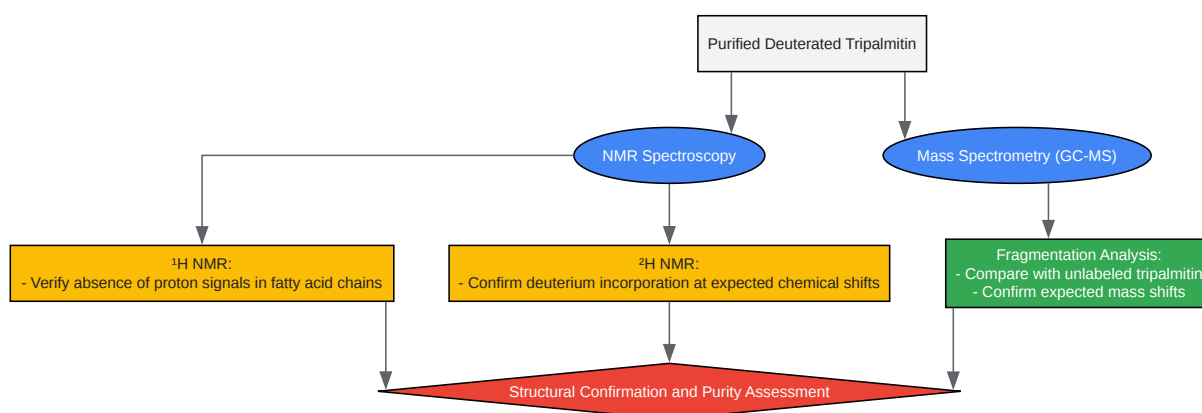 Purified Deuterated Tripalmitin
NMR Spectroscopy
Mass Spectrometry (GC-MS)
¹H NMR:
- Verify absence of proton signals in fatty acid chains
²H NMR:
- Confirm deuterium incorporation at expected chemical shifts
Fragmentation Analysis:
- Compare with unlabeled tripalmitin
- Confirm expected mass shifts
Structural Confirmation and Purity Assessment